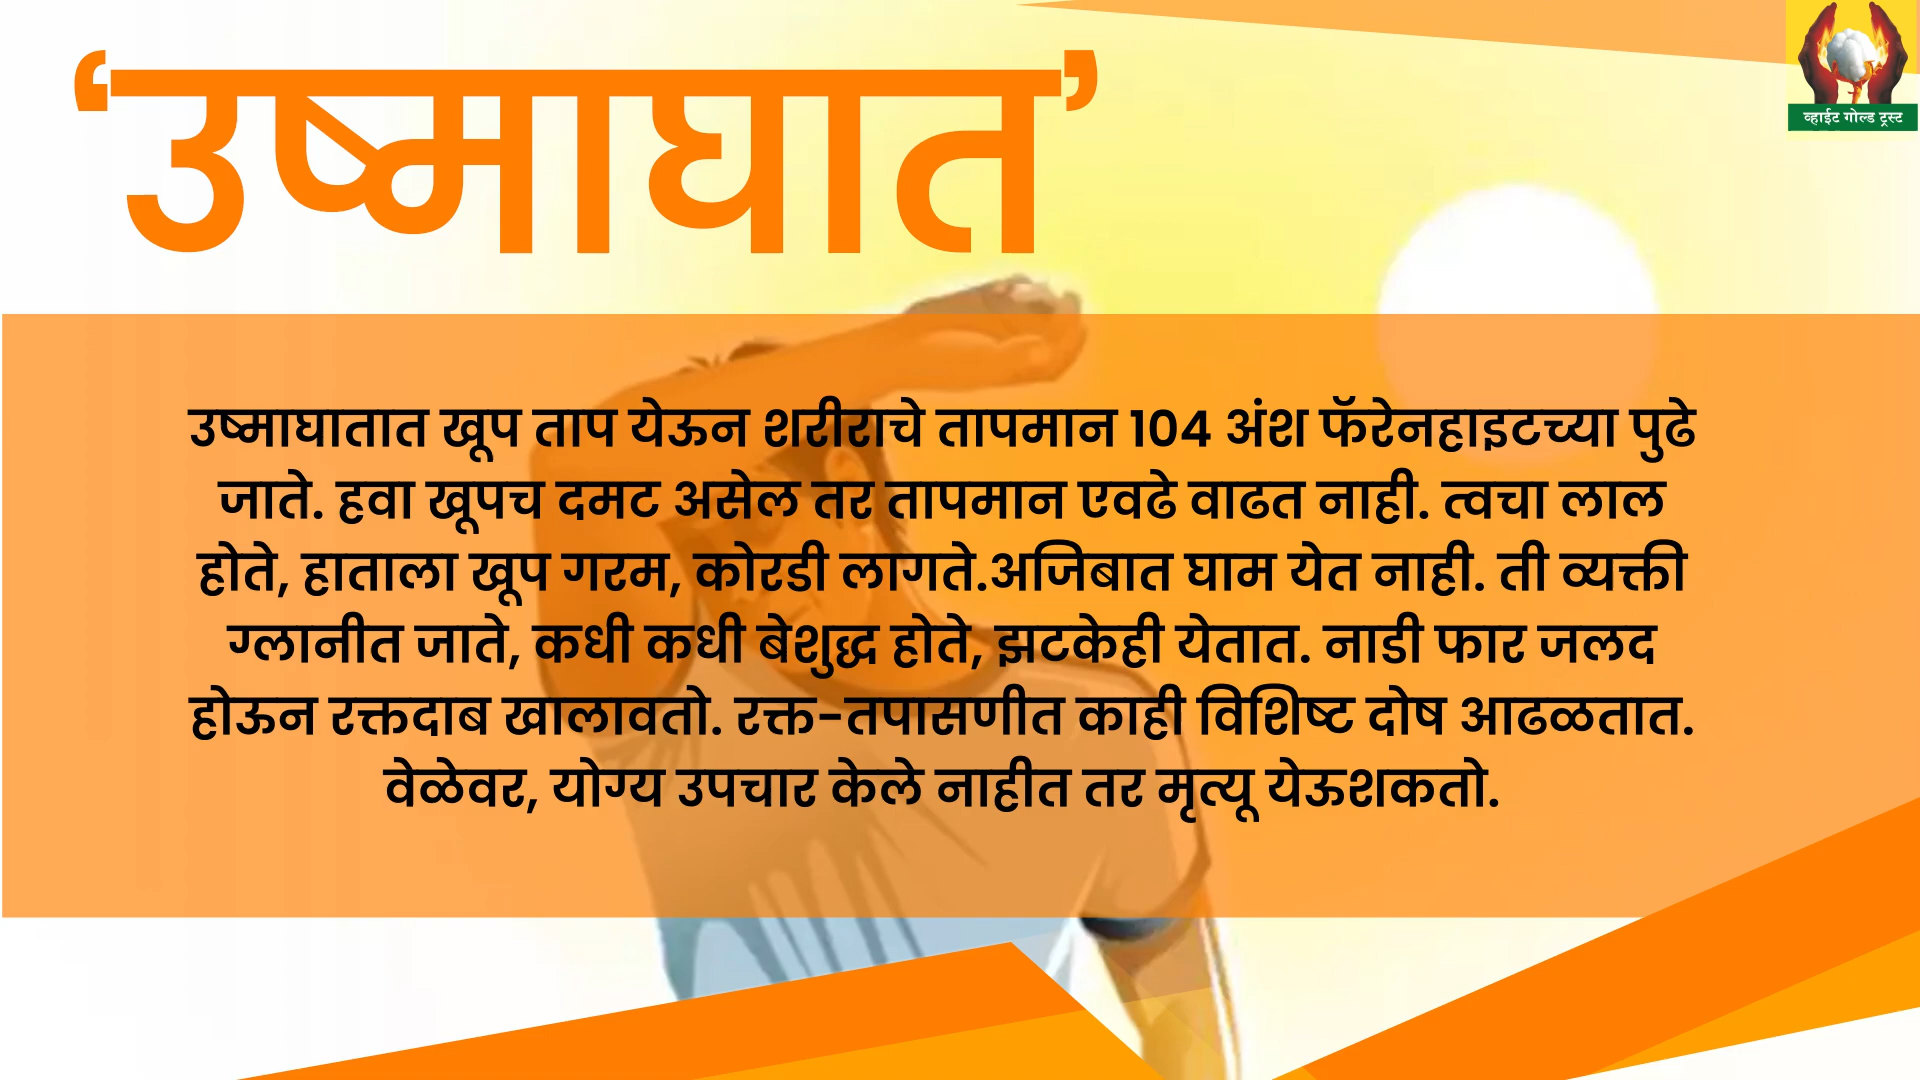 ‘उष्माघात’
व्हाईट गोल्ड ट्रस्ट
उष्माघातात खूप ताप येऊन शरीराचे तापमान 104 अंश फॅरेनहाइटच्या पुढे
जाते. हवा खूपच दमट असेल तर तापमान एवढे वाढत नाही. त्वचा लाल
होते, हाताला खूप गरम, कोरडी लागते.अजिबात घाम येत नाही. ती व्यक्ती
ग्लानीत जाते, कधी कधी बेशुद्ध होते, झटकेही येतात. नाडी फार जलद
होऊन रक्तदाब खालावतो. रक्त-तपासणीत काही विशिष्ट दोष आढळतात.
वेळेवर, योग्य उपचार केले नाहीत तर मृत्यू येऊशकतो.